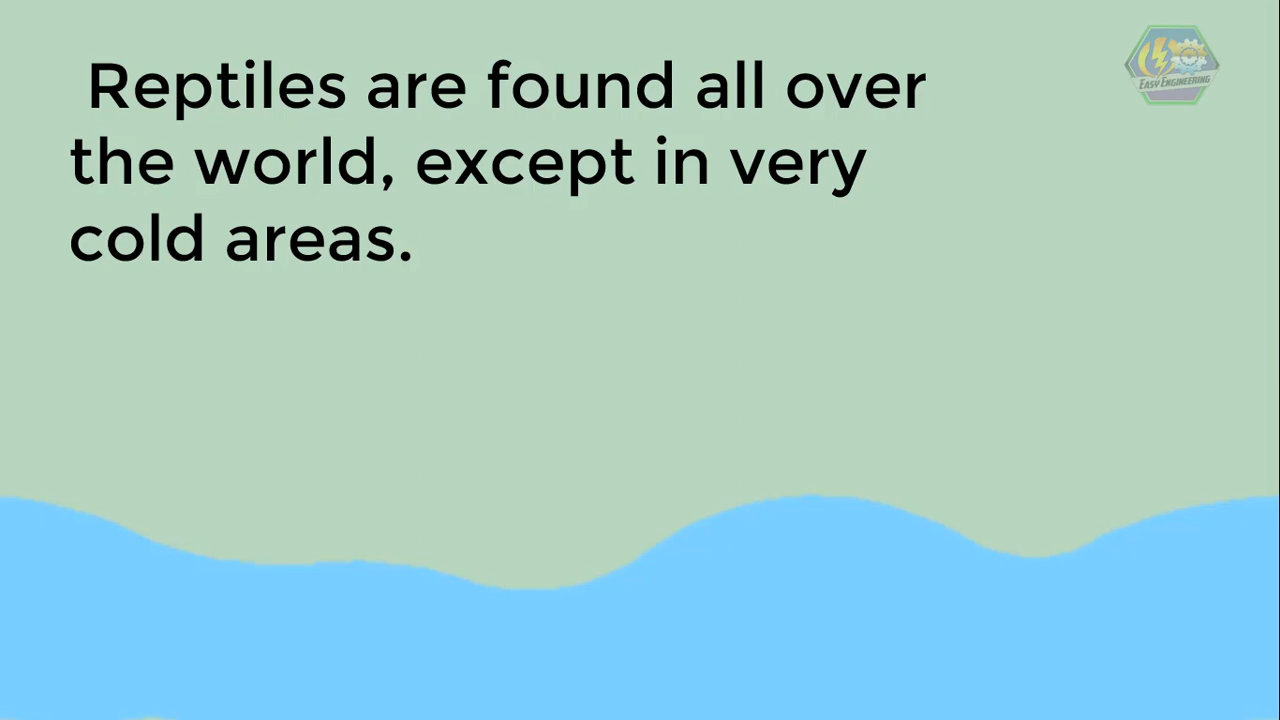 Reptiles are found all over
the world, except in very
cold areas.
EASY ENGINEERING